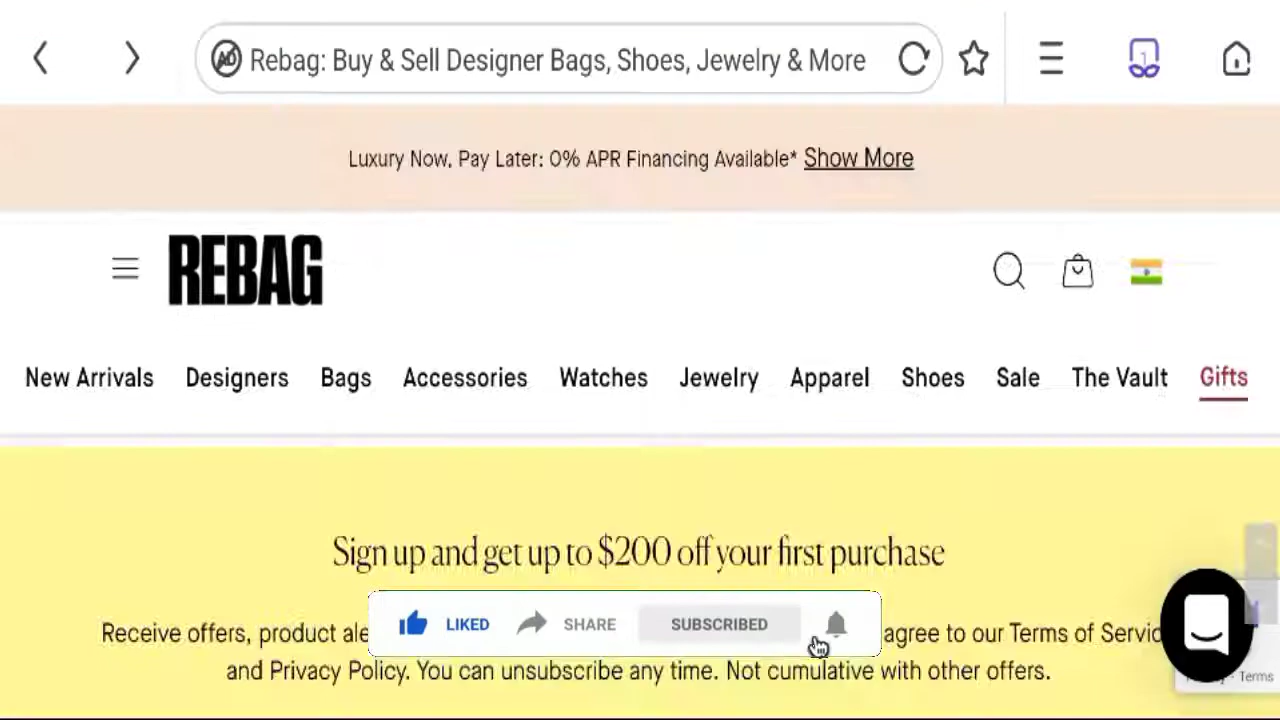 Rebag: Buy & Sell Designer Bags, Shoes, Jewelry & More
1
Luxury Now, Pay Later: 0% APR Financing Available* Show More
REBAG
New Arrivals Designers Bags Accessories Watches Jewelry Apparel Shoes Sale The Vault Gifts
Sign up and get up to $200 off your first purchase
Receive offers, product ale
LIKED SHARE SUBSCRIBED
agree to our Terms of Servic
and Privacy Policy. You can unsubscribe any time. Not cumulative with other offers.
Terms